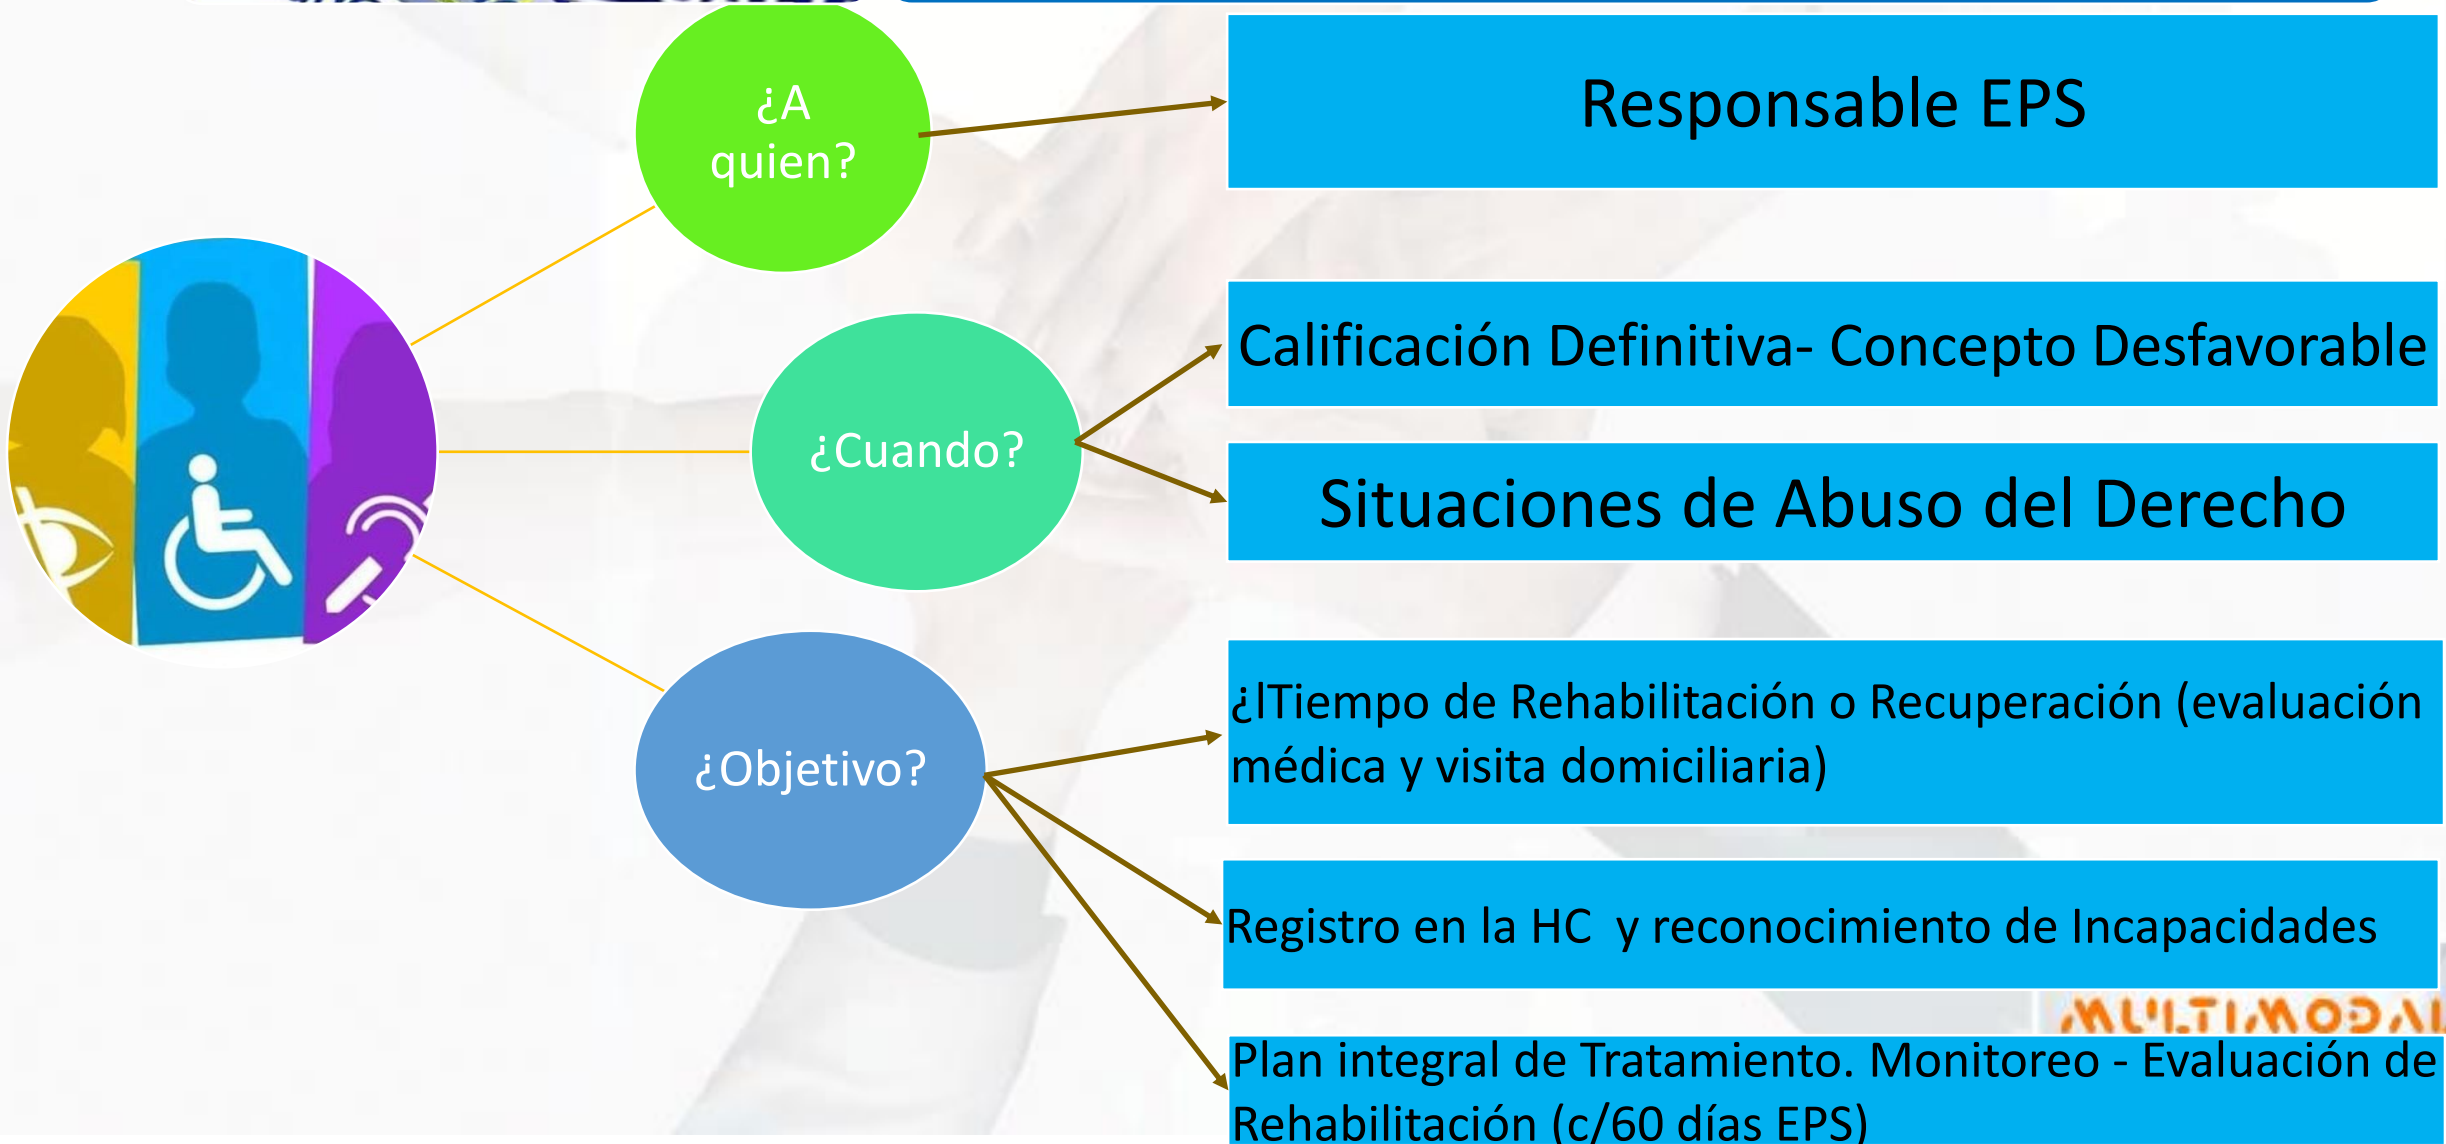 ¿A
quien?
Responsable EPS
¿Cuando?
Calificación Definitiva- Concepto Desfavorable
Situaciones de Abuso del Derecho
¿Objetivo?
¿lTiempo de Rehabilitación o Recuperación (evaluación
médica y visita domiciliaria)
Registro en la HC  y reconocimiento de Incapacidades
MULTIMODAL
Plan integral de Tratamiento. Monitoreo - Evaluación de
Rehabilitación (c/60 días EPS)